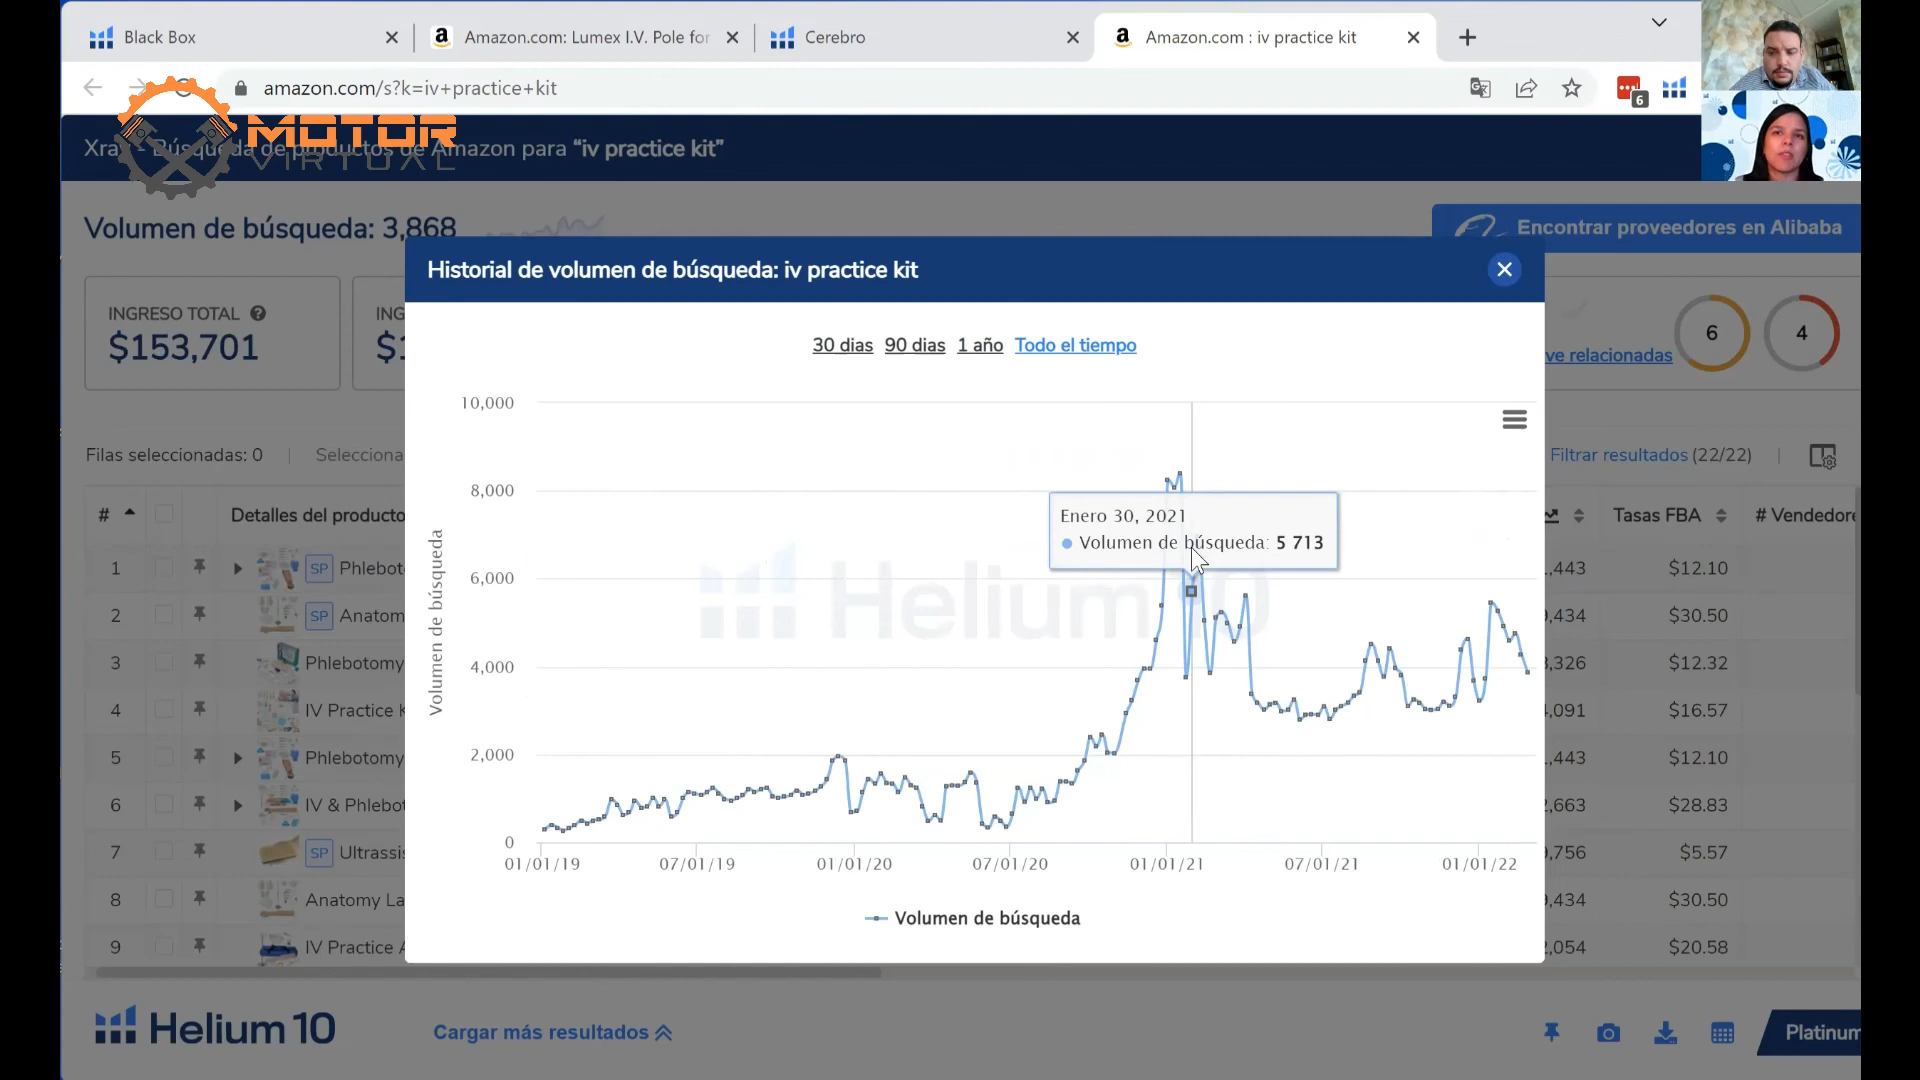 Black Box
Amazon.com: Lumex I.V. Pole for
Cerebro
Amazon.com : iv practice kit
amazon.com/s?k=iv+practice+kit
6
MOTOR
VIRTUAL
Xray - Búsqueda de productos de Amazon para “iv practice kit”
Volumen de búsqueda: 3,868
Encontrar proveedores en Alibaba
Historial de volumen de búsqueda: iv practice kit
INGRESO TOTAL
$153,701
ING
30 dias 90 dias 1 año Todo el tiempo
ve relacionadas
6
4
Filas seleccionadas: 0
Selecciona
Filtrar resultados (22/22)
#
Detalles del producto
Tasas FBA
# Vendedore
1 SP Phlebot ,443 $12.10
2 SP Anatom ,434 $30.50
3 Phlebotomy ,326 $12.32
4 IV Practice K ,091 $16.57
5 Phlebotomy ,443 $12.10
6 IV & Phlebot ,663 $28.83
7 SP Ultrassis ,756 $5.57
8 Anatomy La ,434 $30.50
9 IV Practice A ,054 $20.58
Volumen de búsqueda
10,000
8,000
6,000
4,000
2,000
0
Enero 30, 2021
Volumen de búsqueda: 5 713
Helium 10
01/01/19 07/01/19 01/01/20 07/01/20 01/01/21 07/01/21 01/01/22
Volumen de búsqueda
Helium 10
Cargar más resultados
Platinum